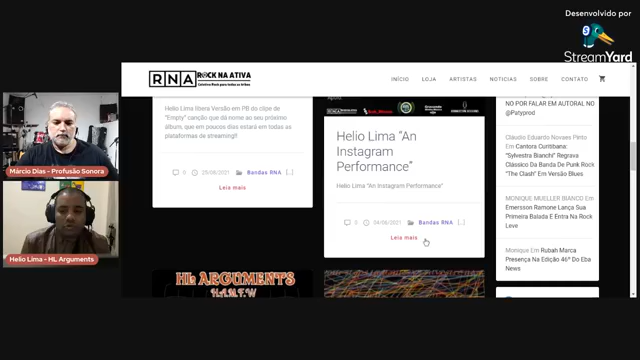 Desenvolvido por
StreamYard
RNA ROCK NA ATIVA
INÍCIO LOJA ARTISTAS NOTICIAS SOBRE CONTATO
Helio Lima libera Versão em PB do clipe de
"Empty" canção que dá nome ao seu próximo
álbum, que em poucos dias estará em todas as
plataformas de streaming!!
0 25/08/2021 Bandas RNA [...]
Leia mais
Helio Lima "An
Instagram
Performance"
Helio Lima "An Instagram Performance"
0 04/06/2021 Bandas RNA [...]
Leia mais
HL ARGUMENTS
NO POR FALAR EM AUTORAL NO
@Patyprod
Cláudio Eduardo Novaes Pinto
Em Cantora Curitibana:
"Sylvestra Bianchi" Regrava
Clássico Da Banda De Punk Rock
"The Clash" Em Versão Blues
MONIQUE MUELLER BIANCO Em
Emersson Ramone Lança Sua
Primeira Balada E Entra Na Rock
Leve
Monique Em Rubah Marca
Presença Na Edição 46ª Do Eba
News
Márcio Dias - Profusão Sonora
Helio Lima - HL Arguments